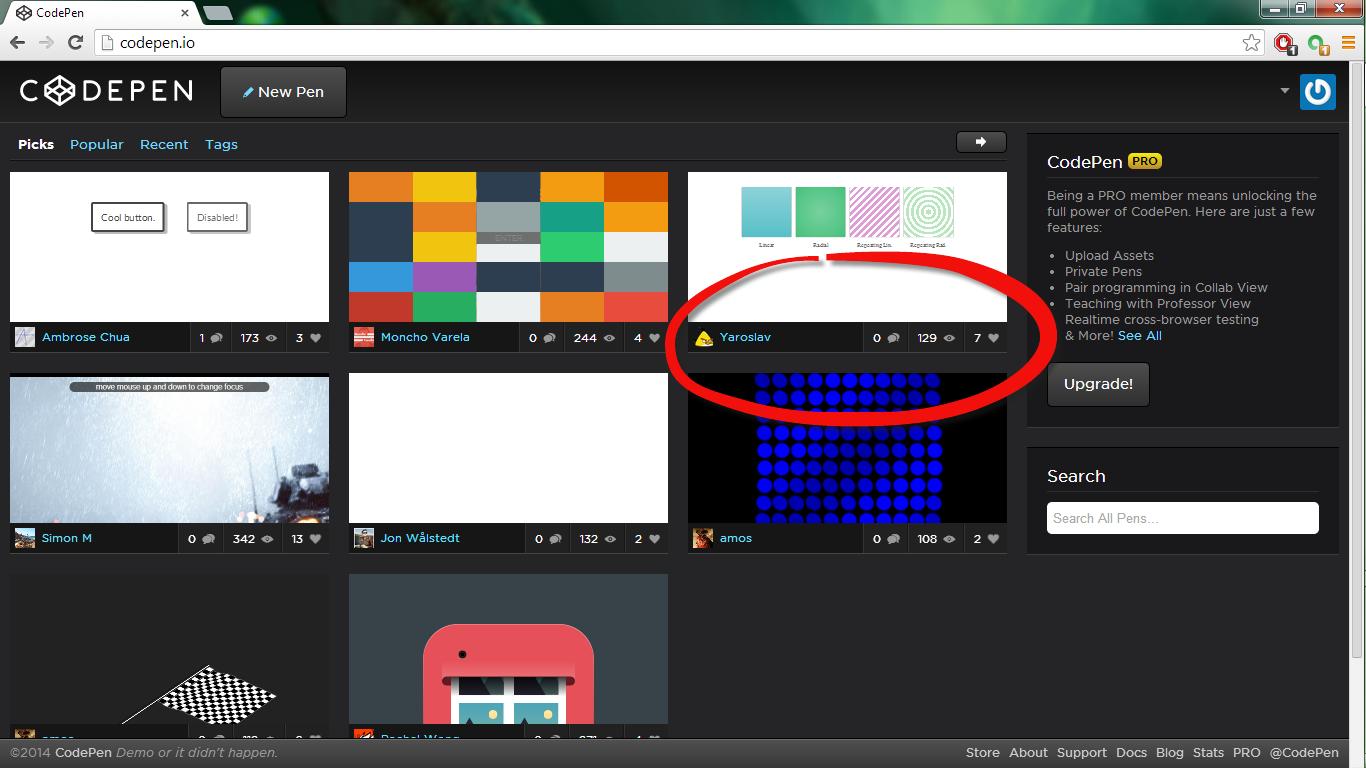 CodePen
codepen.io
1
1
CODEPEN
New Pen
Picks Popular Recent Tags
Cool button. Disabled!
ENTER
Linear Radial Repeating Lin. Repeating Rad.
Ambrose Chua 1 173 3
Moncho Varela 0 244 4
Yaroslav 0 129 7
move mouse up and down to change focus
Simon M 0 342 13
Jon Wålstedt 0 132 2
amos 0 108 2
CodePen PRO
Being a PRO member means unlocking the
full power of CodePen. Here are just a few
features:
Upload Assets
Private Pens
Pair programming in Collab View
Teaching with Professor View
Realtime cross-browser testing
& More! See All
Upgrade!
Search
Search All Pens...
amos
©2014 CodePen Demo or it didn't happen.
Store About Support Docs Blog Stats PRO @CodePen